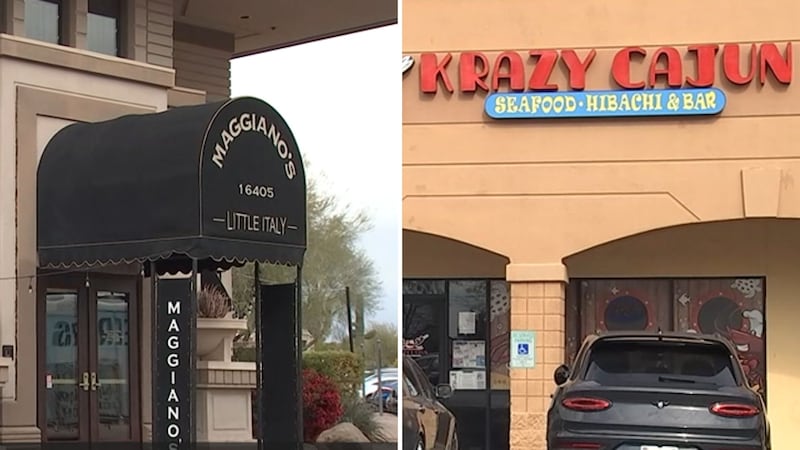 MAGGIANO'S
16405
LITTLE ITALY
MAGGIANO'S
KRAZY CAJUN
SEAFOOD • HIBACHI & BAR